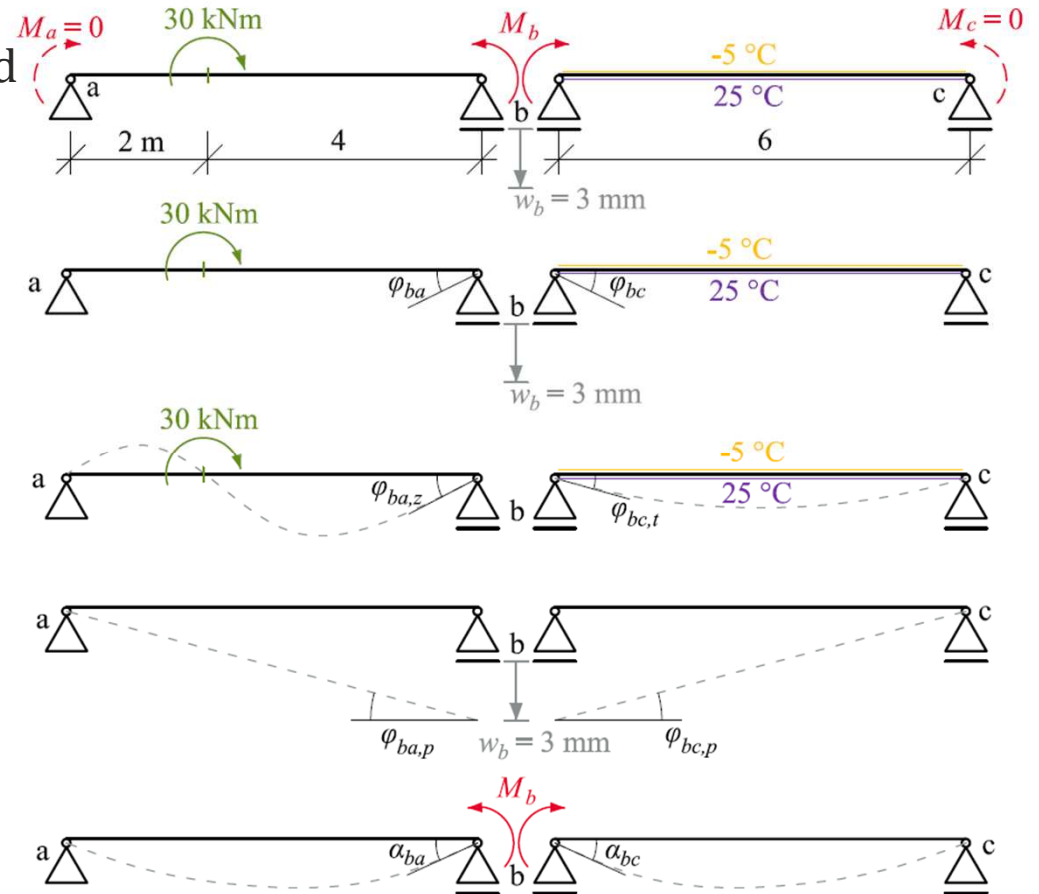 M_a = 0
30 kNm
M_b
M_c = 0
d
a
-5 °C
25 °C
c
b
2 m
4
6
w_b = 3 mm
30 kNm
-5 °C
a
φ_ba
φ_bc
25 °C
c
b
w_b = 3 mm
30 kNm
-5 °C
a
φ_ba,z
25 °C
c
b
φ_bc,t
a
b
c
φ_ba,p
w_b = 3 mm
φ_bc,p
M_b
a
α_ba
α_bc
c
b